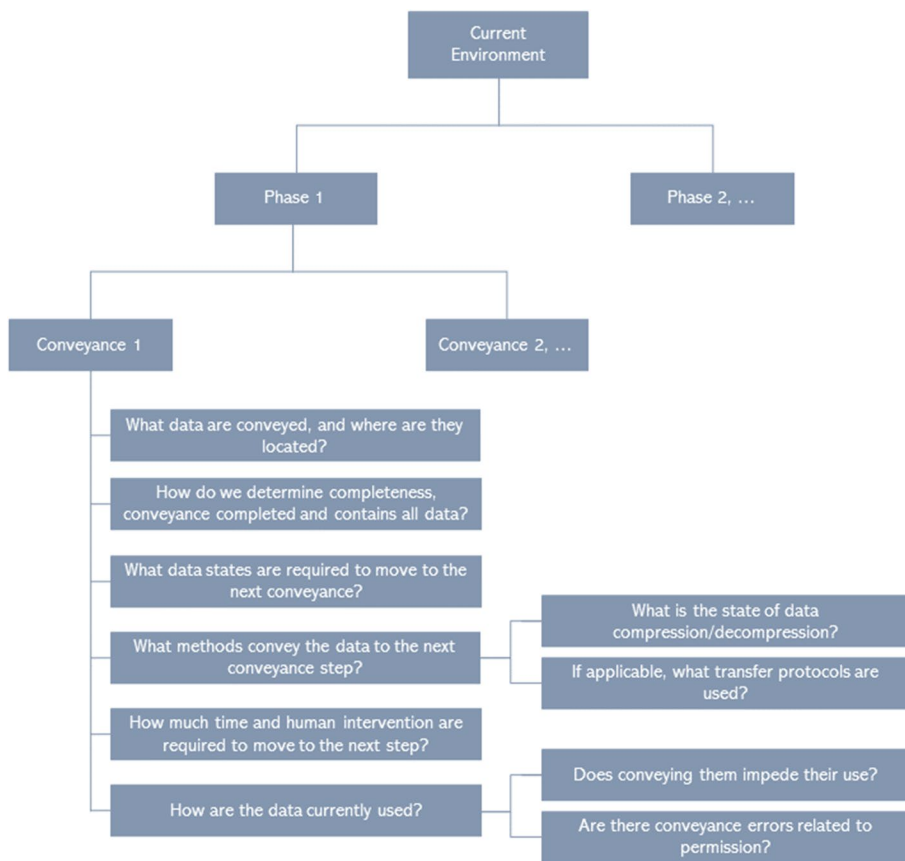 Current
Environment
Phase 1
Phase 2, ...
Conveyance 1
Conveyance 2, ...
What data are conveyed, and where are they
located?
How do we determine completeness,
conveyance completed and contains all data?
What data states are required to move to the
next conveyance?
What methods convey the data to the next
conveyance step?
What is the state of data
compression/decompression?
If applicable, what transfer protocols are
used?
How much time and human intervention are
required to move to the next step?
How are the data currently used?
Does conveying them impede their use?
Are there conveyance errors related to
permission?